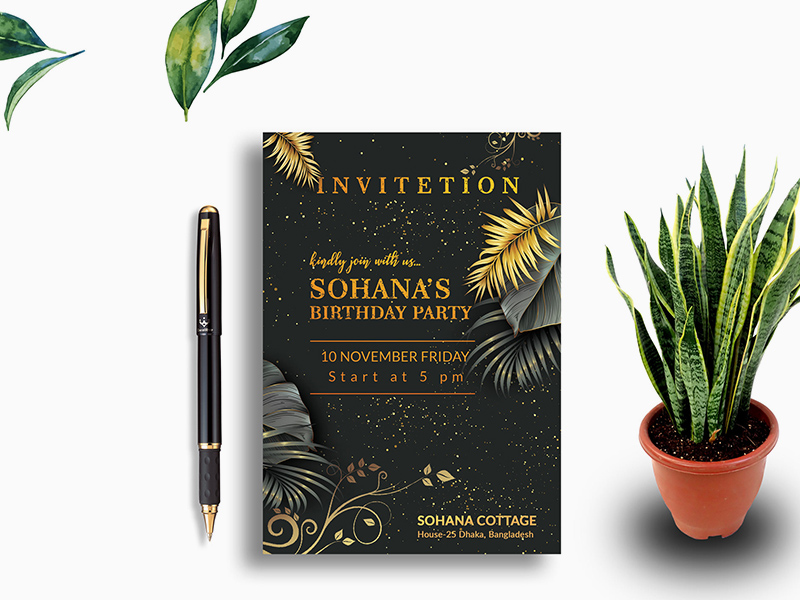 INVITETION
kindly join with us...
SOHANA'S
BIRTHDAY PARTY
10 NOVEMBER FRIDAY
Start at 5 pm
SOHANA COTTAGE
House-25 Dhaka, Bangladesh